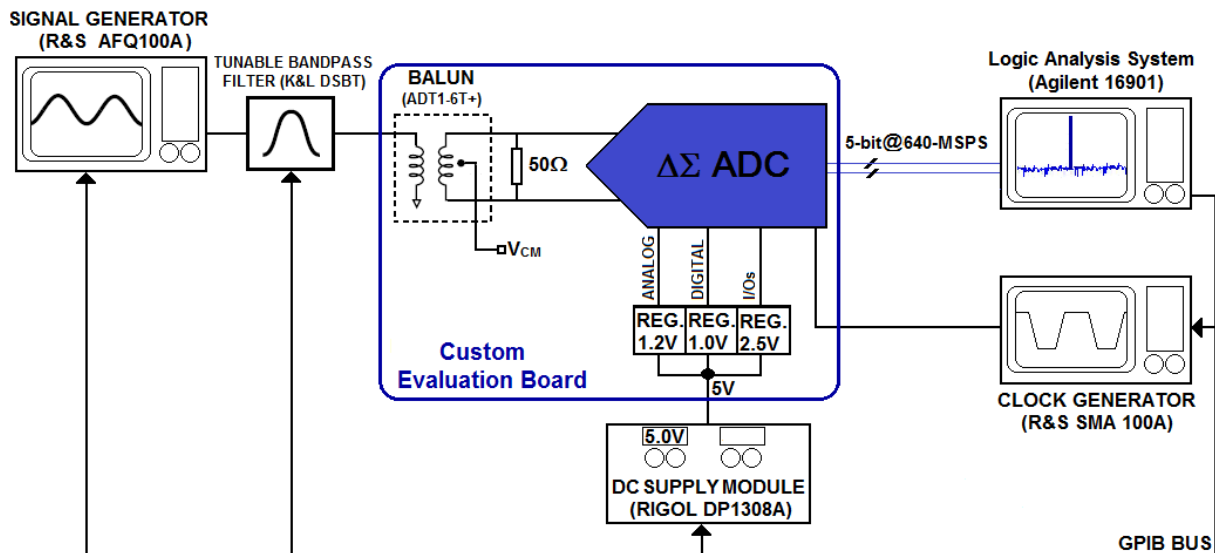 SIGNAL GENERATOR
(R&S AFQ100A)
TUNABLE BANDPASS
FILTER (K&L DSBT)
BALUN
(ADT1-6T+)
50Ω
VCM
ΔΣ ADC
5-bit@640-MSPS
Logic Analysis System
(Agilent 16901)
ANALOG
DIGITAL
I/Os
REG.
1.2V
REG.
1.0V
REG.
2.5V
Custom
Evaluation Board
5V
CLOCK GENERATOR
(R&S SMA 100A)
5.0V
DC SUPPLY MODULE
(RIGOL DP1308A)
GPIB BUS